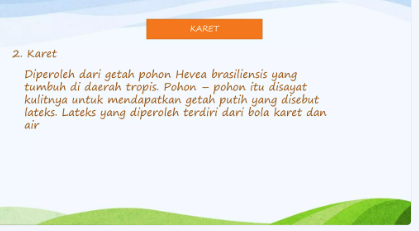 KARET
2. Karet
Diperoleh dari getah pohon Hevea brasiliensis yang
tumbuh di daerah tropis. Pohon – pohon itu disayat
kulitnya untuk mendapatkan getah putih yang disebut
lateks. Lateks yang diperoleh terdiri dari bola karet dan
air